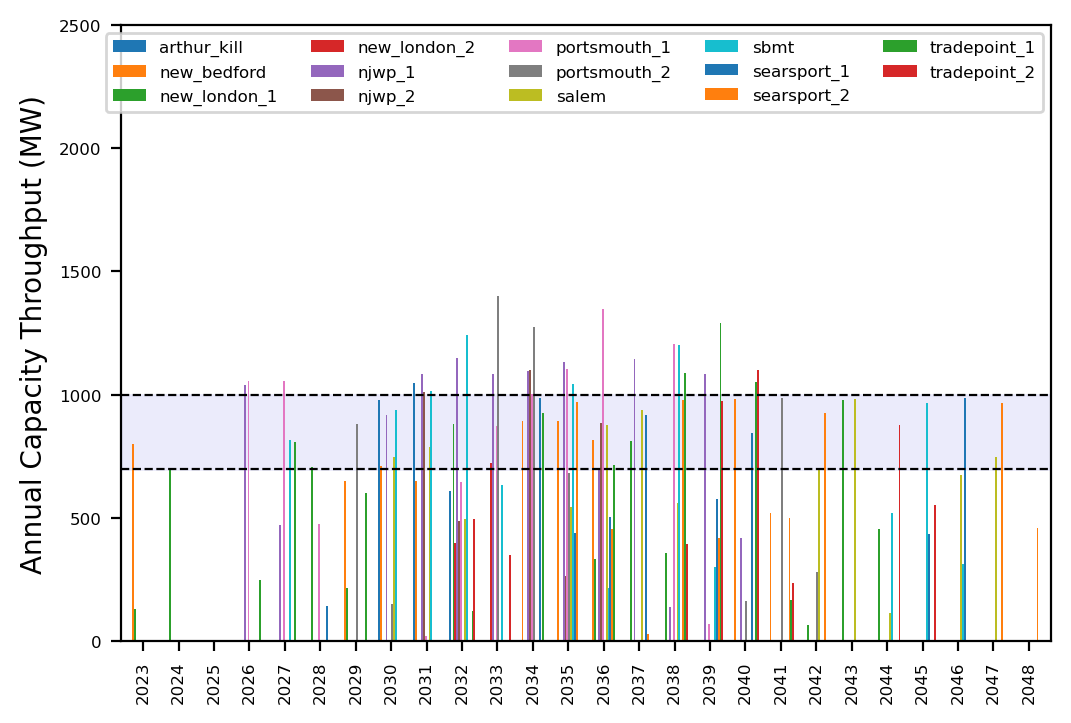 Annual Capacity Throughput (MW)
2500
2000
1500
1000
500
0
arthur_kill
new_bedford
new_london_1
new_london_2
njwp_1
njwp_2
portsmouth_1
portsmouth_2
salem
sbmt
searsport_1
searsport_2
tradepoint_1
tradepoint_2
2023
2024
2025
2026
2027
2028
2029
2030
2031
2032
2033
2034
2035
2036
2037
2038
2039
2040
2041
2042
2043
2044
2045
2046
2047
2048